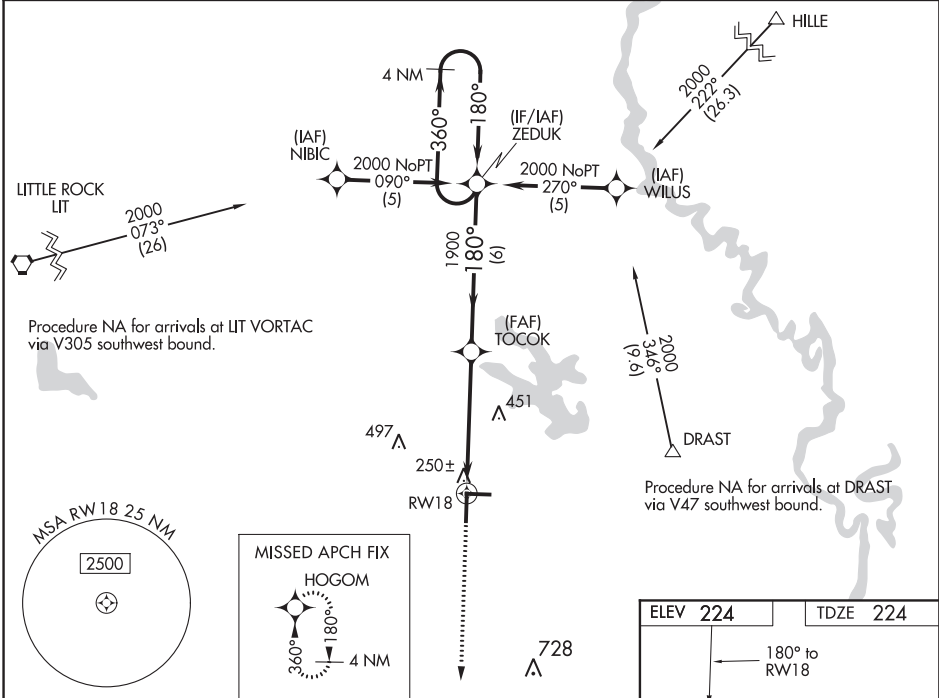 HILLE
2000
222°
(26.3)
4 NM
360°
180°
(IF/IAF)
ZEDUK
(IAF)
NIBIC
2000 NoPT
090°
(5)
2000 NoPT
270°
(5)
(IAF)
WILUS
LITTLE ROCK
LIT
2000
073°
(26)
1900
180°
(6)
Procedure NA for arrivals at LIT VORTAC
via V305 southwest bound.
(FAF)
TOCOK
2000
346°
(9.6)
451
497
DRAST
250±
RW18
Procedure NA for arrivals at DRAST
via V47 southwest bound.
MSA RW18 25 NM
2500
MISSED APCH FIX
HOGOM
360°
180°
4 NM
728
ELEV 224
TDZE 224
180° to
RW18